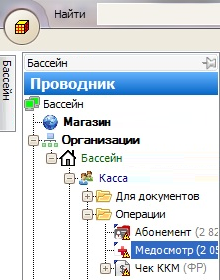 Найти
Бассейн
Бассейн
Проводник
Бассейн
Магазин
Организации
Бассейн
Касса
Для документов
Операции
Абонемент (2 82
Медосмотр (2 05
Чек ККМ (ФР)